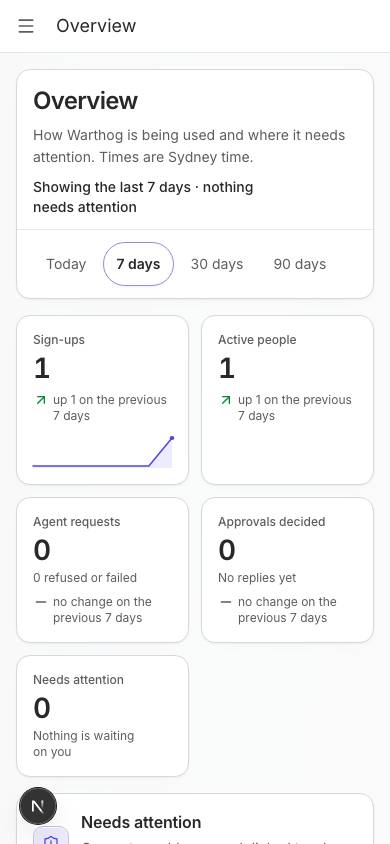 Overview
Overview
How Warthog is being used and where it needs
attention. Times are Sydney time.
Showing the last 7 days · nothing
needs attention
Today 7 days 30 days 90 days
Sign-ups
1
up 1 on the previous
7 days
Active people
1
up 1 on the previous
7 days
Agent requests
0
0 refused or failed
no change on the
previous 7 days
Approvals decided
0
No replies yet
no change on the
previous 7 days
Needs attention
0
Nothing is waiting
on you
N
Needs attention